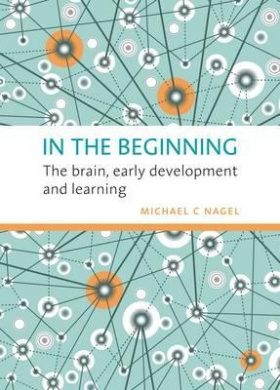 IN THE BEGINNING
The brain, early development
and learning
MICHAEL C NAGEL